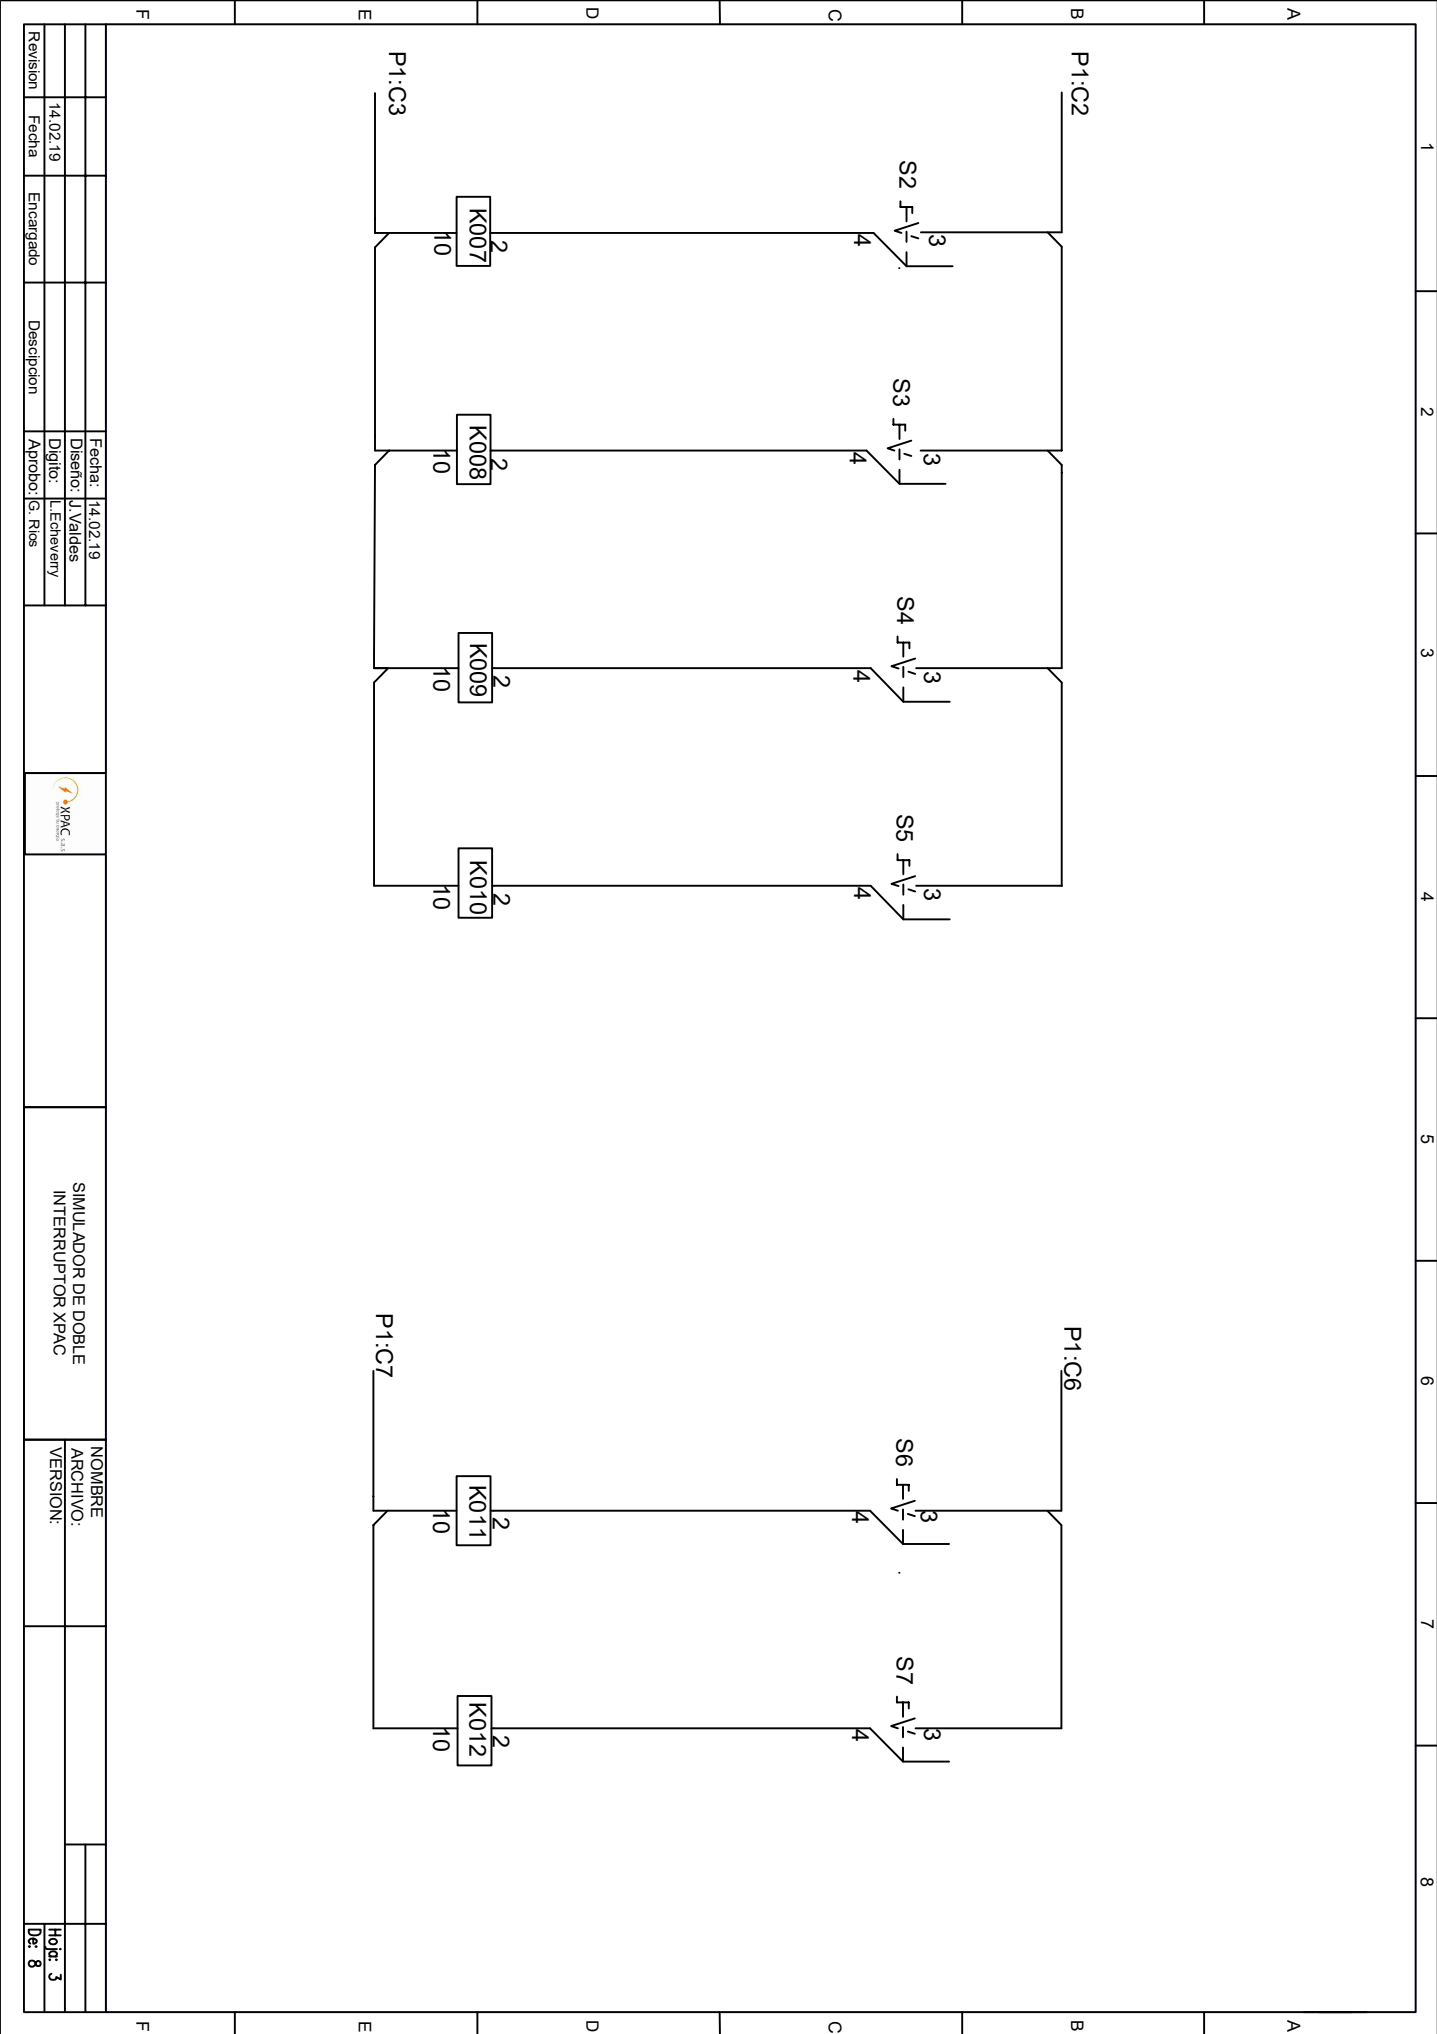 1 2 3 4 5 6 7 8
A
B
C
D
E
F
A
B
C
D
E
F
P1:C2
P1:C6
S2
3
4
S3
3
4
S4
3
4
S5
3
4
S6
3
4
S7
3
4
K007
2
10
K008
2
10
K009
2
10
K010
2
10
K011
2
10
K012
2
10
P1:C3
P1:C7
14.02.19
Revision Fecha Encargado Descipcion
Fecha: 14.02.19
Diseño: J.Valdes
Digito: L.Echeverry
Aprobo: G. Rios
XPAC S.A.S
SIMULADOR DE DOBLE
INTERRUPTOR XPAC
NOMBRE
ARCHIVO:
VERSION:
Hoja: 3
De: 8